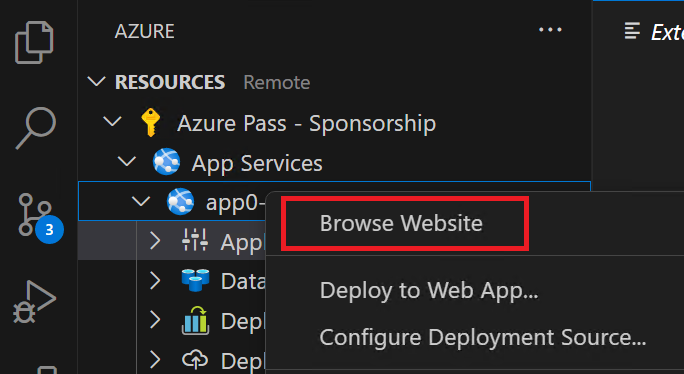 AZURE
Exte
RESOURCES Remote
Azure Pass - Sponsorship
App Services
app0-
Browse Website
3
App
Data
Deploy to Web App...
Depl
Configure Deployment Source...
Depl